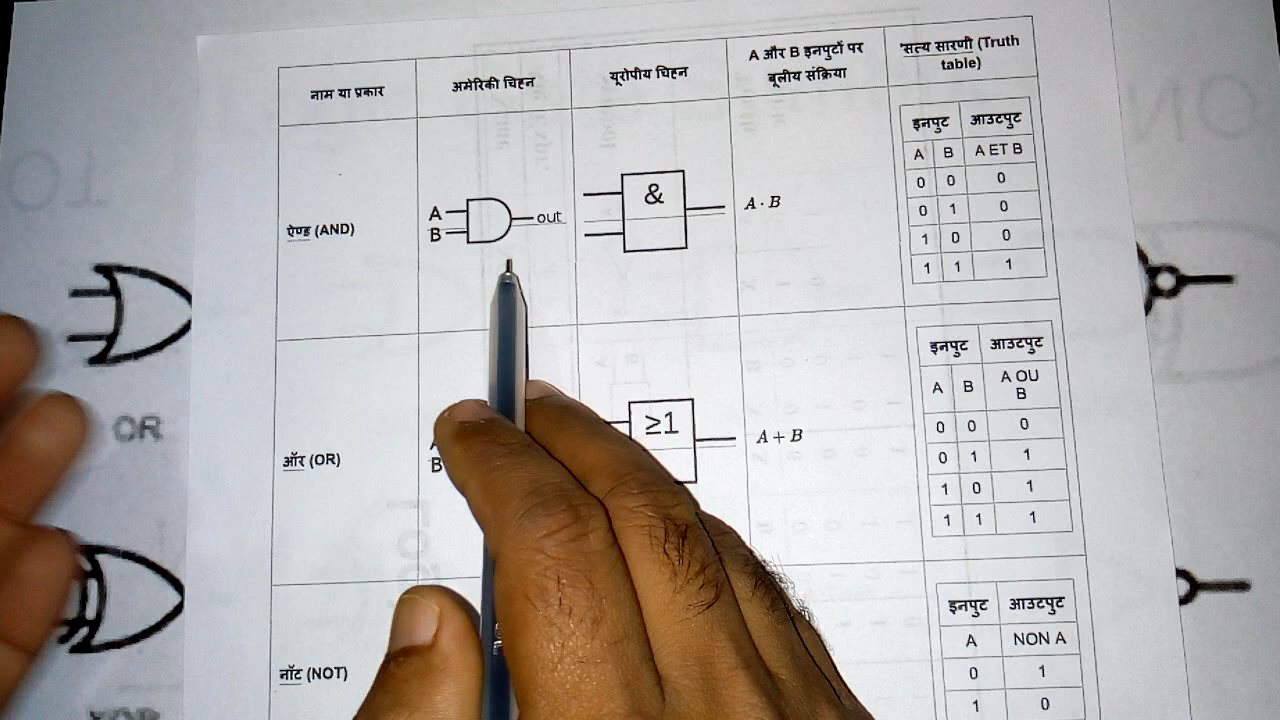 नाम या प्रकार
अमेरिकी चिह्न
यूरोपीय चिह्न
A और B इनपुटों पर
बूलीय संक्रिया
'सत्य सारणी (Truth
table)
ऐण्ड (AND)
A
B
out
&
A · B
इनपुट आउटपुट
A B A ET B
0 0 0
0 1 0
1 0 0
1 1 1
ऑर (OR)
B
≥1
A + B
इनपुट आउटपुट
A B A OU
B
0 0 0
0 1 1
1 0 1
1 1 1
नॉट (NOT)
इनपुट आउटपुट
A NON A
0 1
1 0
OR